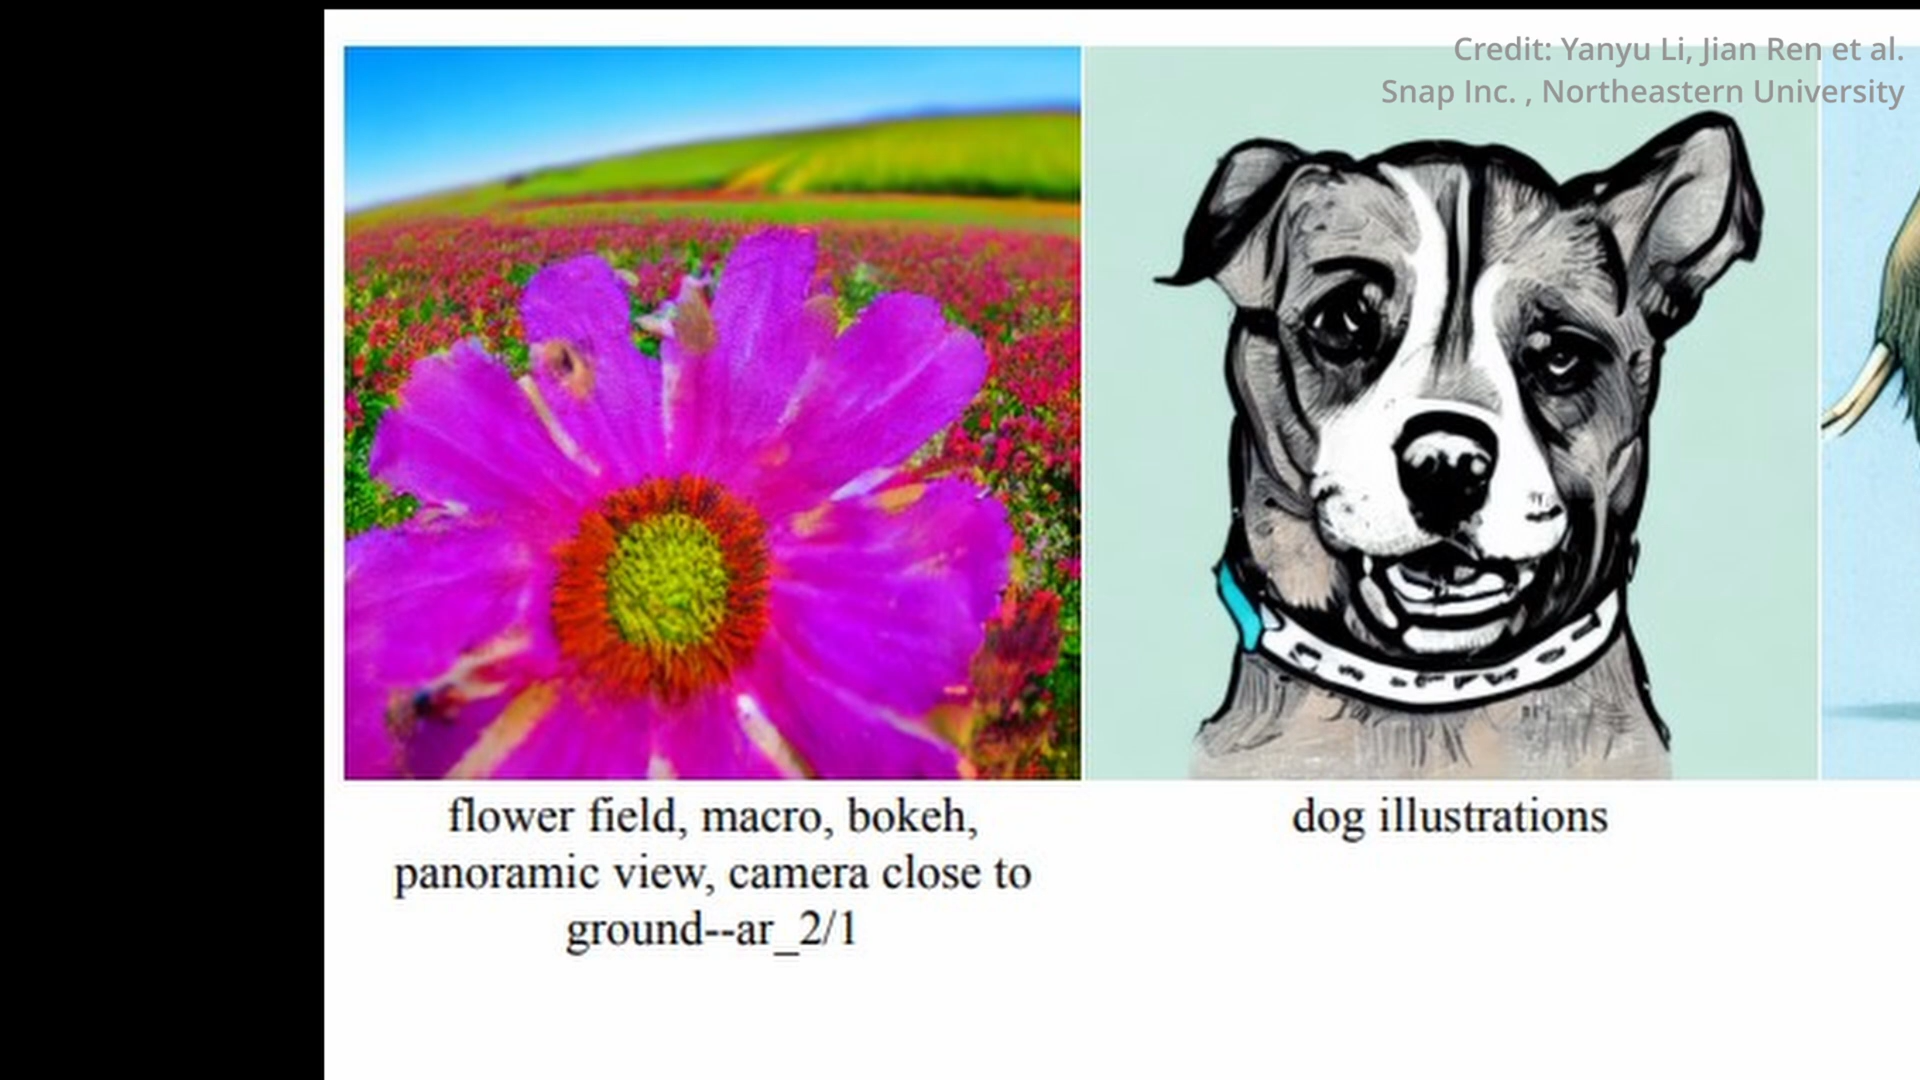 Credit: Yanyu Li, Jian Ren et al.
Snap Inc. , Northeastern University
flower field, macro, bokeh,
panoramic view, camera close to
ground--ar_2/1
dog illustrations